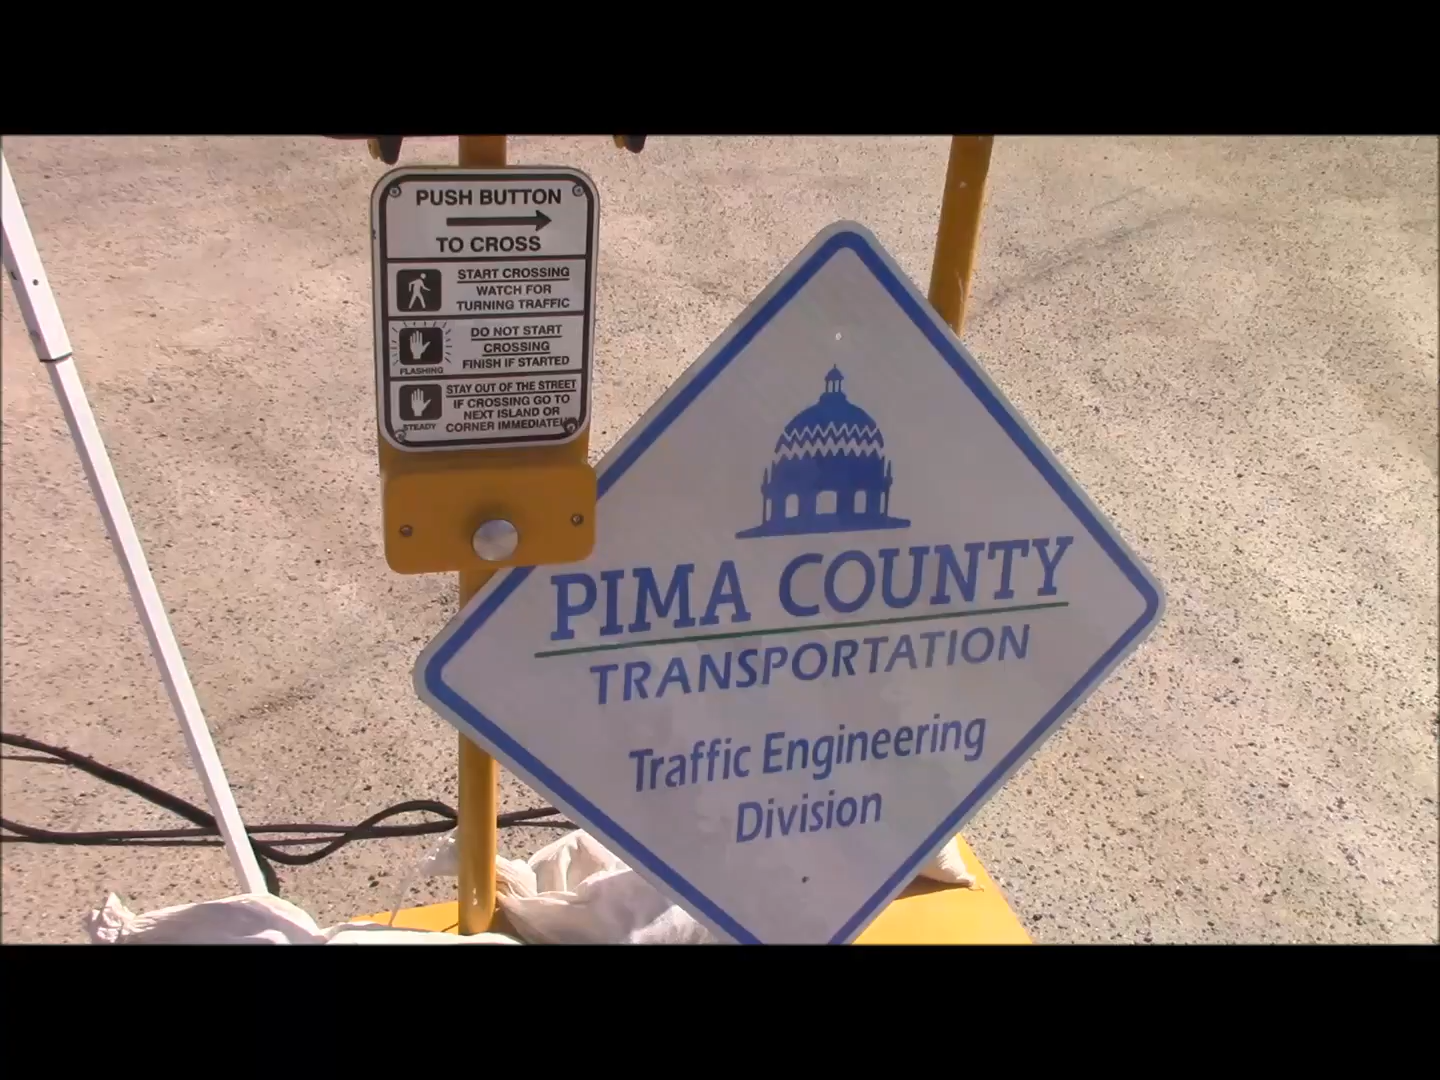 PUSH BUTTON
TO CROSS
START CROSSING
WATCH FOR
TURNING TRAFFIC
DO NOT START
CROSSING
FINISH IF STARTED
FLASHING
STAY OUT OF THE STREET
IF CROSSING GO TO
NEXT ISLAND OR
CORNER IMMEDIATELY
STEADY
PIMA COUNTY
TRANSPORTATION
Traffic Engineering
Division